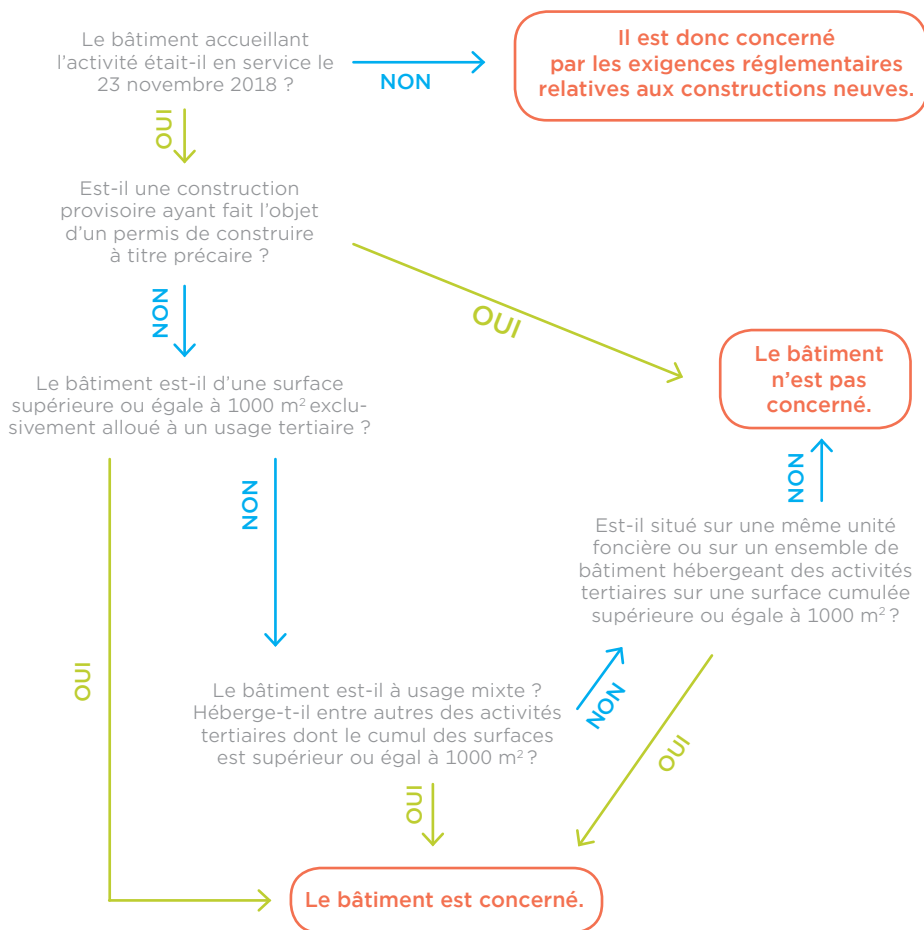 Le bâtiment accueillant
l'activité était-il en service le
23 novembre 2018 ?
NON
Il est donc concerné
par les exigences réglementaires
relatives aux constructions neuves.
OUI
Est-il une construction
provisoire ayant fait l'objet
d'un permis de construire
à titre précaire ?
OUI
NON
Le bâtiment
n'est pas
concerné.
Le bâtiment est-il d'une surface
supérieure ou égale à 1000 m² exclu-
sivement alloué à un usage tertiaire ?
NON
NON
Est-il situé sur une même unité
foncière ou sur un ensemble de
bâtiment hébergeant des activités
tertiaires sur une surface cumulée
supérieure ou égale à 1000 m² ?
OUI
Le bâtiment est-il à usage mixte ?
Héberge-t-il entre autres des activités
tertiaires dont le cumul des surfaces
est supérieur ou égal à 1000 m² ?
NON
OUI
OUI
Le bâtiment est concerné.